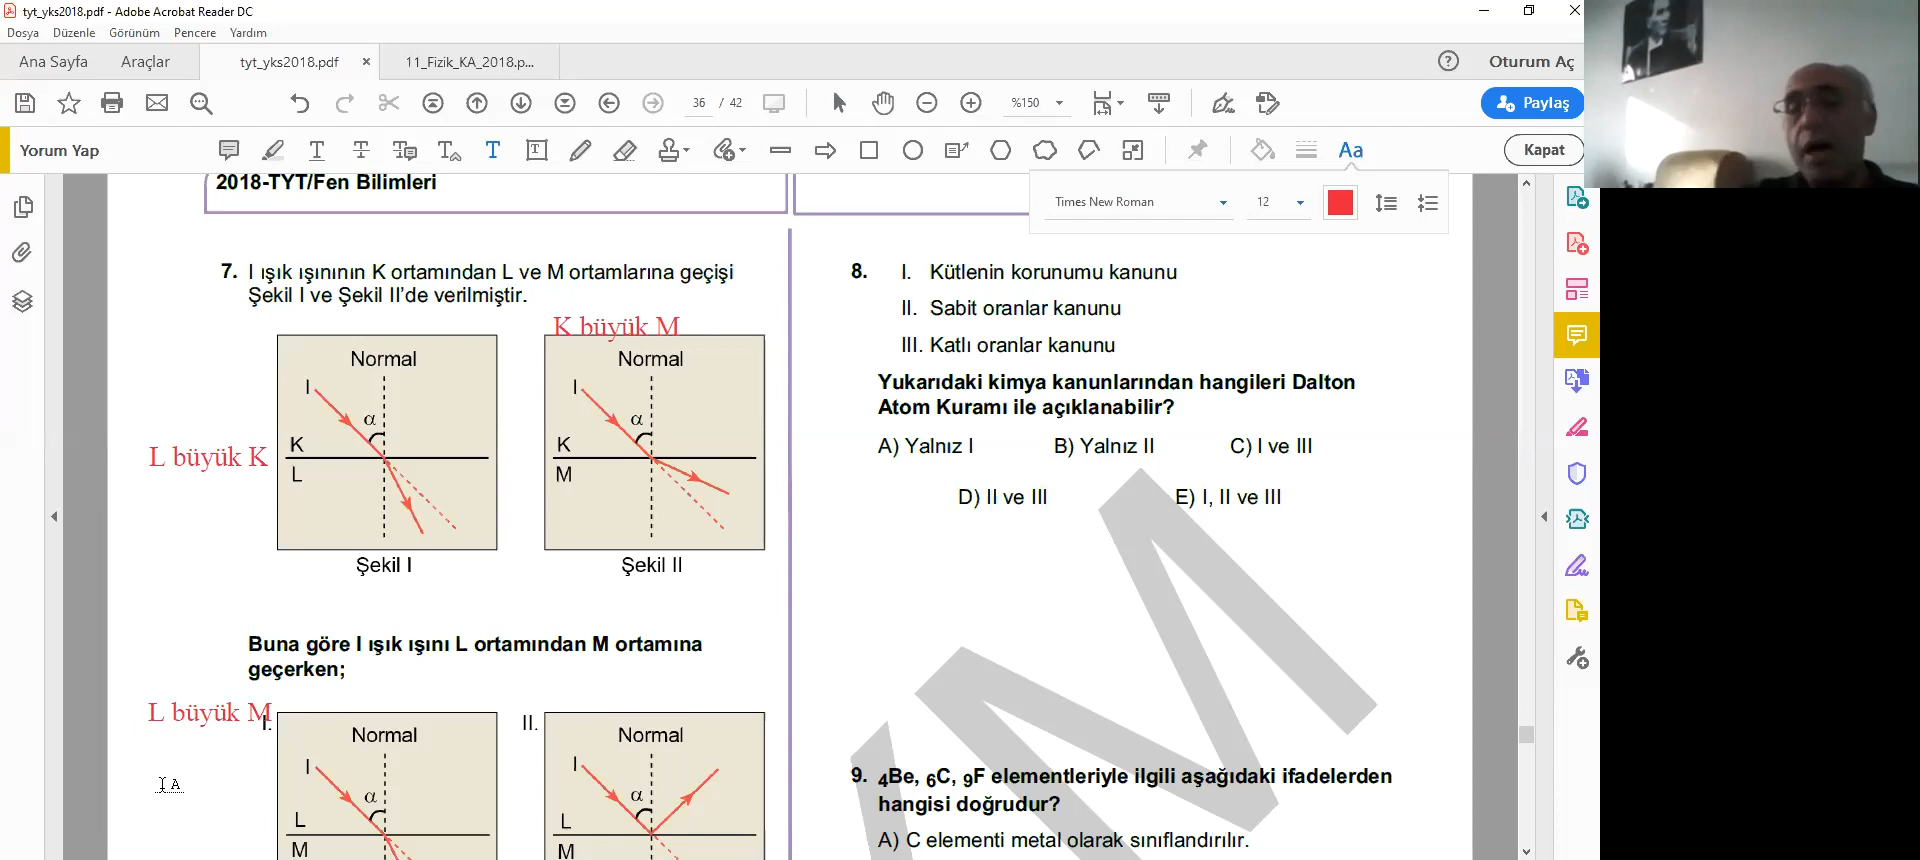 tyt_yks2018.pdf - Adobe Acrobat Reader DC
Dosya Düzenle Görünüm Pencere Yardım
Ana Sayfa Araçlar tyt_yks2018.pdf × 11_Fizik_KA_2018.p... ? Oturum Aç
36 / 42 %150 Paylaş
Yorum Yap Aa Kapat
Times New Roman 12
2018-TYT/Fen Bilimleri
7. I ışık ışınının K ortamından L ve M ortamlarına geçişi
Şekil I ve Şekil II'de verilmiştir.
K büyük M
Normal
I
α
K
L
L büyük K
Şekil I
Normal
I
α
K
M
Şekil II
Buna göre I ışık ışını L ortamından M ortamına
geçerken;
L büyük M
I.
Normal
I
α
L
M
II.
Normal
I
α
L
M
8. I. Kütlenin korunumu kanunu
II. Sabit oranlar kanunu
III. Katlı oranlar kanunu
Yukarıdaki kimya kanunlarından hangileri Dalton
Atom Kuramı ile açıklanabilir?
A) Yalnız I B) Yalnız II C) I ve III
D) II ve III E) I, II ve III
9. ₄Be, ₆C, ₉F elementleriyle ilgili aşağıdaki ifadelerden
hangisi doğrudur?
A) C elementi metal olarak sınıflandırılır.